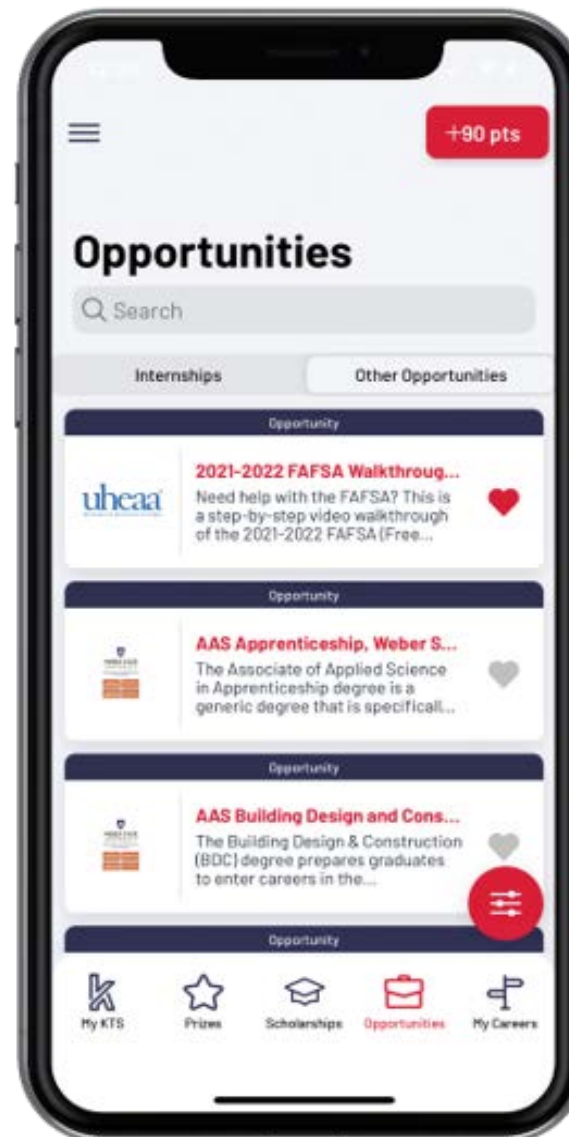 +90 pts
Opportunities
Search
Internships
Other Opportunities
Opportunity
2021-2022 FAFSA Walkthroug...
uheaa
Need help with the FAFSA? This is
a step-by-step video walkthrough
of the 2021-2022 FAFSA (Free...
Opportunity
AAS Apprenticeship, Weber S...
The Associate of Applied Science
in Apprenticeship degree is a
generic degree that is specificall...
Opportunity
AAS Building Design and Cons...
The Building Design & Construction
(BDC) degree prepares graduates
to enter careers in the...
Opportunity
My KTS
Prizes
Scholarships
Opportunities
My Careers